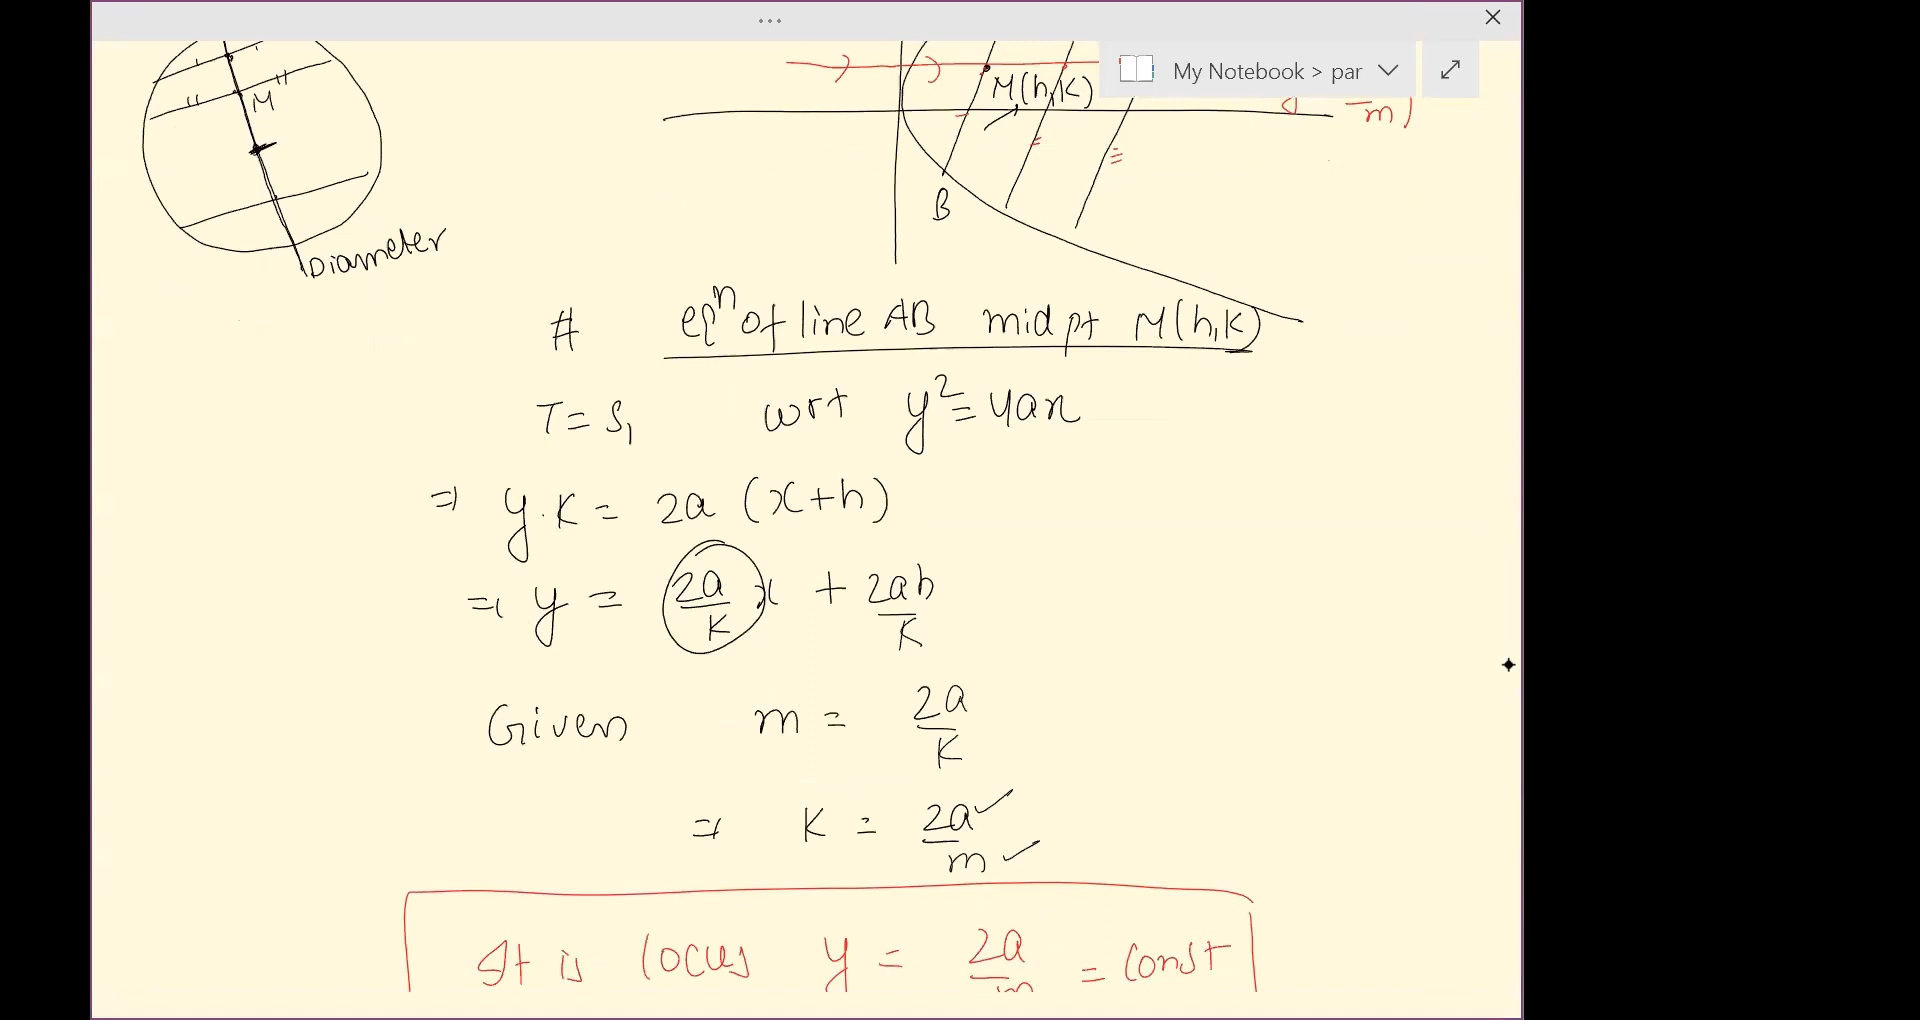 My Notebook > par
M
M(h,k)
m)
B
Diameter
# eqⁿ of line AB mid pt M(h,k)
T = S₁ wrt y² = 4ax
⇒ y.k = 2a (x+h)
⇒ y = 2a/k x + 2ah/k
Given m = 2a/k
⇒ k = 2a✓/m✓
It is locus y = 2a/m = const